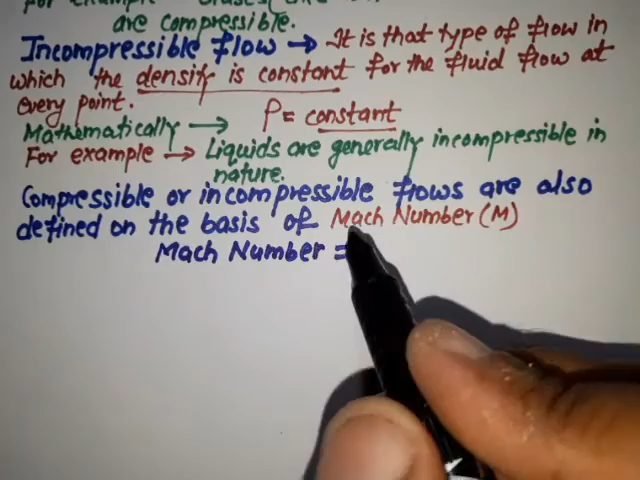 are compressible.
Incompressible flow → It is that type of flow in
which the density is constant for the fluid flow at
every point.
Mathematically → ρ = constant
For example → Liquids are generally incompressible in
nature.
Compressible or incompressible flows are also
defined on the basis of Mach Number (M)
Mach Number =